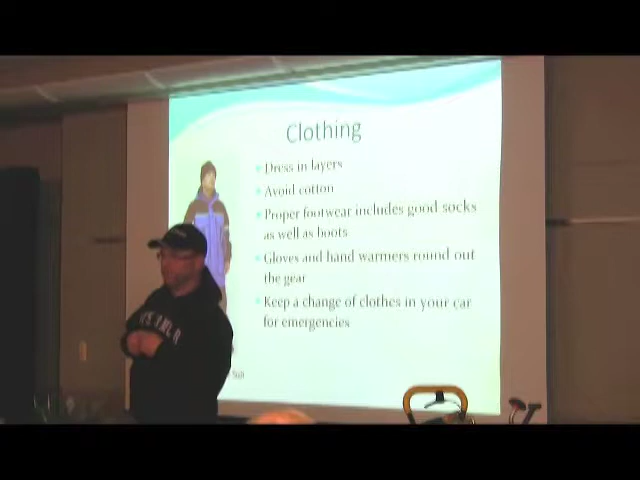 Clothing
Dress in layers
Avoid cotton
Proper footwear includes good socks
as well as boots
Gloves and hand warmers round out
the gear
Keep a change of clothes in your car
for emergencies